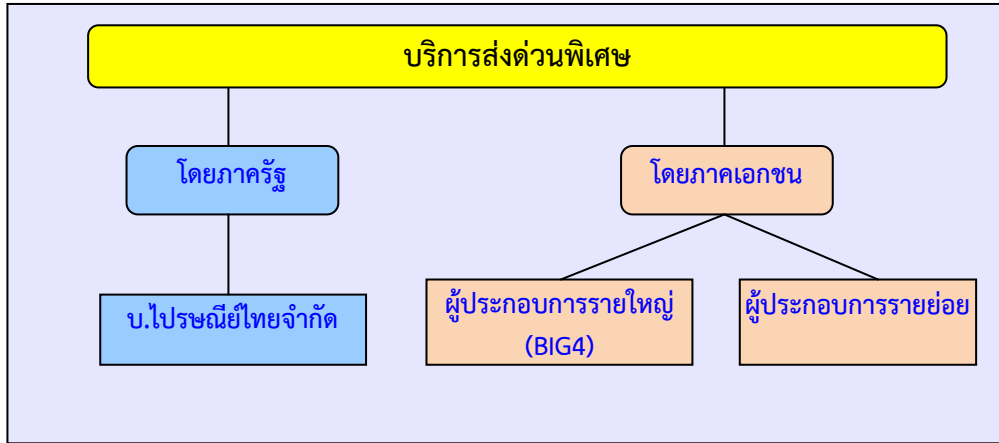 บริการส่งด่วนพิเศษ
โดยภาครัฐ
โดยภาคเอกชน
บ.ไปรษณีย์ไทยจำกัด
ผู้ประกอบการรายใหญ่
(BIG4)
ผู้ประกอบการรายย่อย